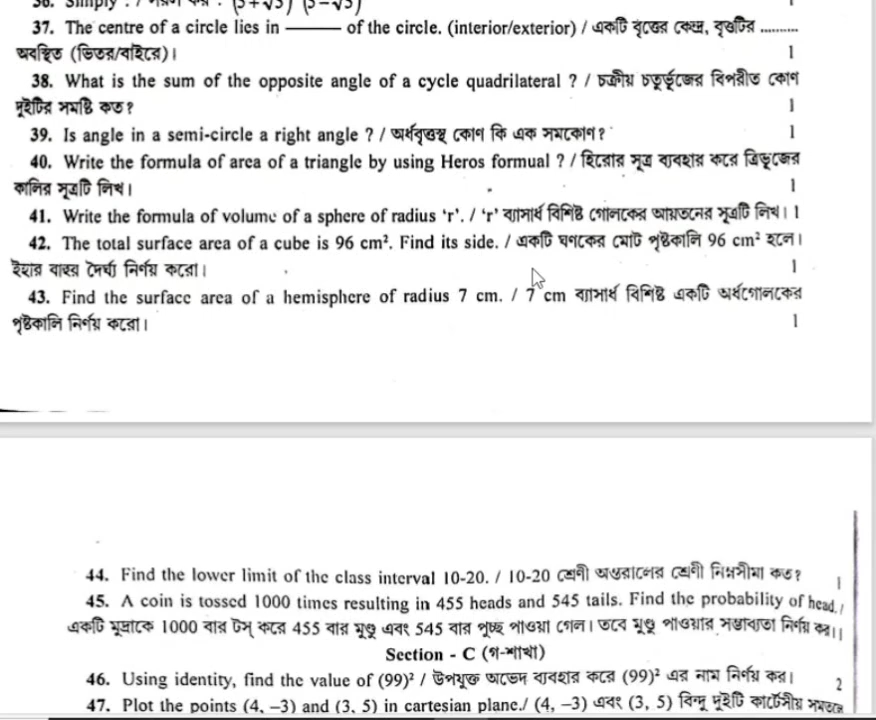 36. Simply : / সরল কর : (3+√3) (3−√3)
37. The centre of a circle lies in ——— of the circle. (interior/exterior) / একটি বৃত্তের কেন্দ্র, বৃত্তটির ..........
অবস্থিত (ভিতর/বাইরে)। 1
38. What is the sum of the opposite angle of a cycle quadrilateral ? / চক্রীয় চতুর্ভূজের বিপরীত কোণ
দুইটির সমষ্টি কত? 1
39. Is angle in a semi-circle a right angle ? / অর্ধবৃত্তস্থ কোণ কি এক সমকোণ? 1
40. Write the formula of area of a triangle by using Heros formual ? / হিরোর সূত্র ব্যবহার করে ত্রিভূজের
কালির সূত্রটি লিখ। 1
41. Write the formula of volume of a sphere of radius ‘r’. / ‘r’ ব্যাসার্ধ বিশিষ্ট গোলকের আয়তনের সূত্রটি লিখ। 1
42. The total surface area of a cube is 96 cm². Find its side. / একটি ঘণকের মোট পৃষ্ঠকালি 96 cm² হলে।
ইহার বাহুর দৈর্ঘ্য নির্ণয় করো। 1
43. Find the surface area of a hemisphere of radius 7 cm. / 7 cm ব্যাসার্ধ বিশিষ্ট একটি অর্ধগোলকের
পৃষ্ঠকালি নির্ণয় করো। 1
44. Find the lower limit of the class interval 10-20. / 10-20 শ্রেণী অন্তরালের শ্রেণী নিম্নসীমা কত? 1
45. A coin is tossed 1000 times resulting in 455 heads and 545 tails. Find the probability of head. /
একটি মুদ্রাকে 1000 বার টস্ করে 455 বার মুণ্ড এবং 545 বার পুচ্ছ পাওয়া গেল। তবে মুণ্ড পাওয়ার সম্ভাব্যতা নির্ণয় কর। 1
Section - C (গ-শাখা)
46. Using identity, find the value of (99)² / উপযুক্ত অভেদ ব্যবহার করে (99)² এর নাম নির্ণয় কর। 2
47. Plot the points (4, −3) and (3, 5) in cartesian plane./ (4, −3) এবং (3, 5) বিন্দু দুইটি কার্টেসীয় সমতলে